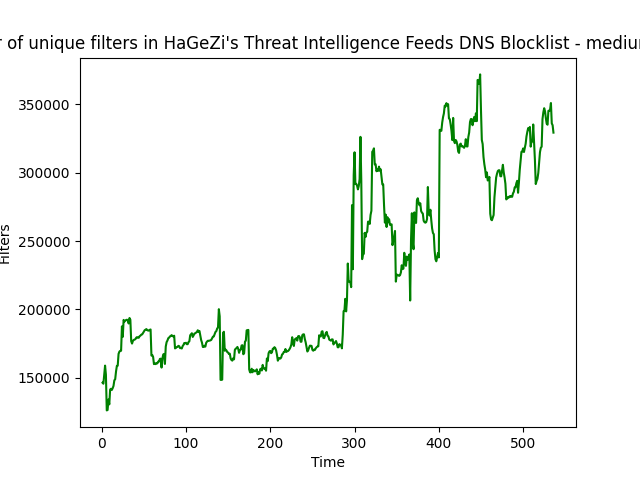 of unique filters in HaGeZi's Threat Intelligence Feeds DNS Blocklist -
350000
300000
250000
200000
150000
Filters
0 100 200 300 400 500
Time